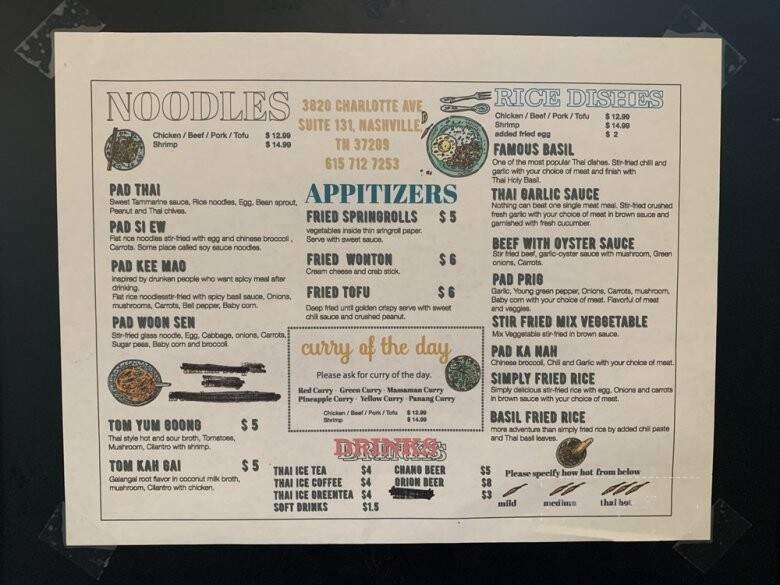 NOODLES
Chicken / Beef / Pork / Tofu $ 12.99
Shrimp $ 14.99
PAD THAI
Sweet Tammarine sauce, Rice noodles, Egg, Bean sprout,
Peanut and Thai chives.
PAD SI EW
Flat rice noodles stir-fried with egg and chinese broccoli ,
Carrots. Some place called soy sauce noodles.
PAD KEE MAO
Inspired by drunken people who want spicy meal after
drinking.
Flat rice noodlesstir-fried with spicy basil sauce, Onions,
mushrooms, Carrots, Bell pepper, Baby corn.
PAD WOON SEN
Stir-fried glass noodle, Egg, Cabbage, onions, Carrots,
Sugar peas, Baby corn and broccoli.
TOM YUM GOONG $ 5
Thai style hot and sour broth, Tomatoes,
Mushroom, Cilantro with shrimp.
TOM KAH GAI $ 5
Galangal root flavor in coconut milk broth,
mushroom, Cilantro with chicken.
3820 CHARLOTTE AVE
SUITE 131, NASHVILLE,
TN 37209
615 712 7253
APPITIZERS
FRIED SPRINGROLLS $ 5
vegetables inside thin sringroll paper.
Serve with sweet sauce.
FRIED WONTON $ 6
Cream cheese and crab stick.
FRIED TOFU $ 6
Deep fried until golden crispy serve with sweet
chili sauce and crushed peanut.
curry of the day
Please ask for curry of the day.
Red Curry - Green Curry - Massaman Curry
Pineapple Curry - Yellow Curry - Panang Curry
Chicken / Beef / Pork / Tofu $ 12.99
Shrimp $ 14.99
DRINKS
THAI ICE TEA $4 CHANG BEER $5
THAI ICE COFFEE $4 ORION BEER $8
THAI ICE GREENTEA $4 $3
SOFT DRINKS $1.5
RICE DISHES
Chicken / Beef / Pork / Tofu $ 12.99
Shrimp $ 14.99
added fried egg $ 2
FAMOUS BASIL
One of the most popular Thai dishes. Stir-fried chili and
garlic with your choice of meat and finish with
Thai Holy Basil.
THAI GARLIC SAUCE
Nothing can beat one single meat meal. Stir-fried crushed
fresh garlic with your choice of meat in brown sauce and
garnished with fresh cucumber.
BEEF WITH OYSTER SAUCE
Stir fried beef, garlic-oyster sauce with mushroom, Green
onions, Carrots.
PAD PRIG
Garlic, Young green pepper, Onions, Carrots, mushroom,
Baby corn with your choice of meat. Flavorful of meat
and veggies.
STIR FRIED MIX VEGGETABLE
Mix Veggetable stir-fried in brown sauce.
PAD KA NAH
Chinese broccoli, Chili and Garlic with your choice of meat.
SIMPLY FRIED RICE
Simply delicious stir-fried rice with egg, Onions and carrots
in brown sauce with your choice of meat.
BASIL FRIED RICE
more adventure than simply fried rice by added chile paste
and Thai basil leaves.
Please specify how hot from below
mild medium thai hot